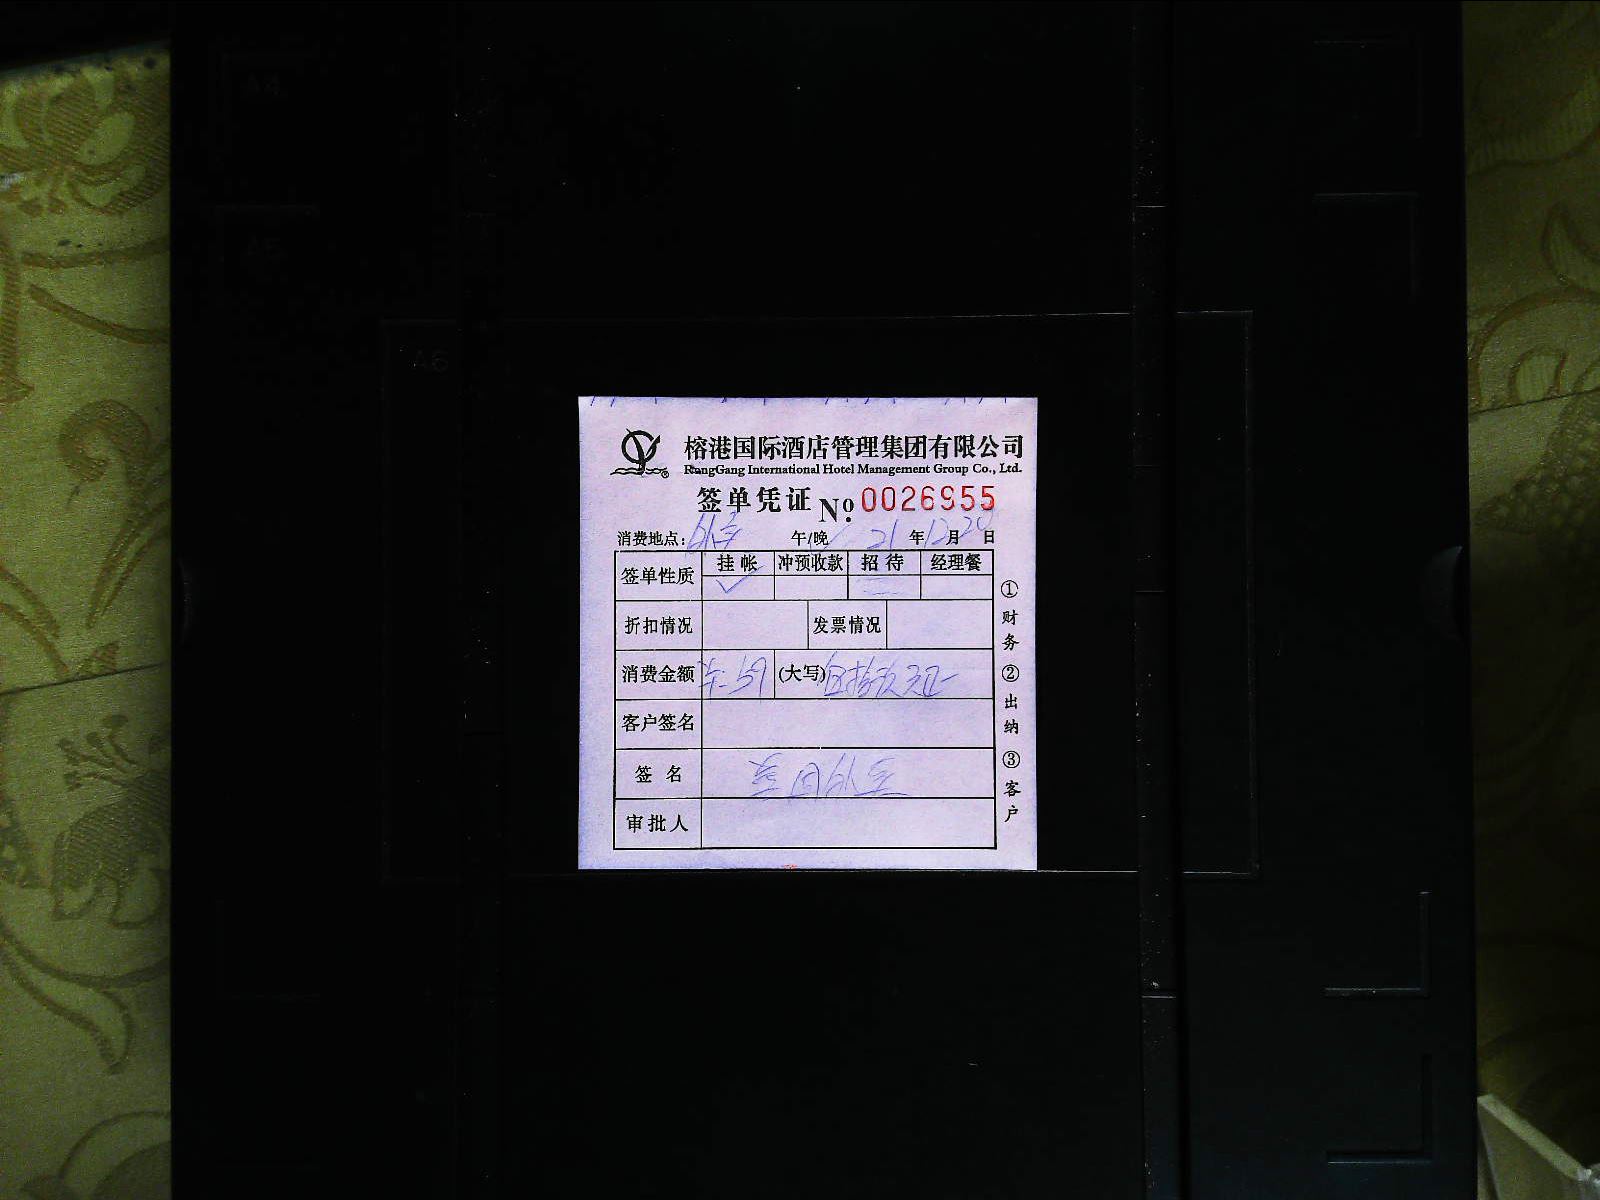 A4
A5
A6
榕港国际酒店管理集团有限公司
RongGang International Hotel Management Group Co., Ltd.
签单凭证 No 0026955
消费地点: 午/晚 21 年 12 月 20 日
签单性质 挂帐 冲预收款 招待 经理餐
折扣情况 发票情况
消费金额 59 (大写)
客户签名
签名
审批人
①财务 ②出纳 ③客户